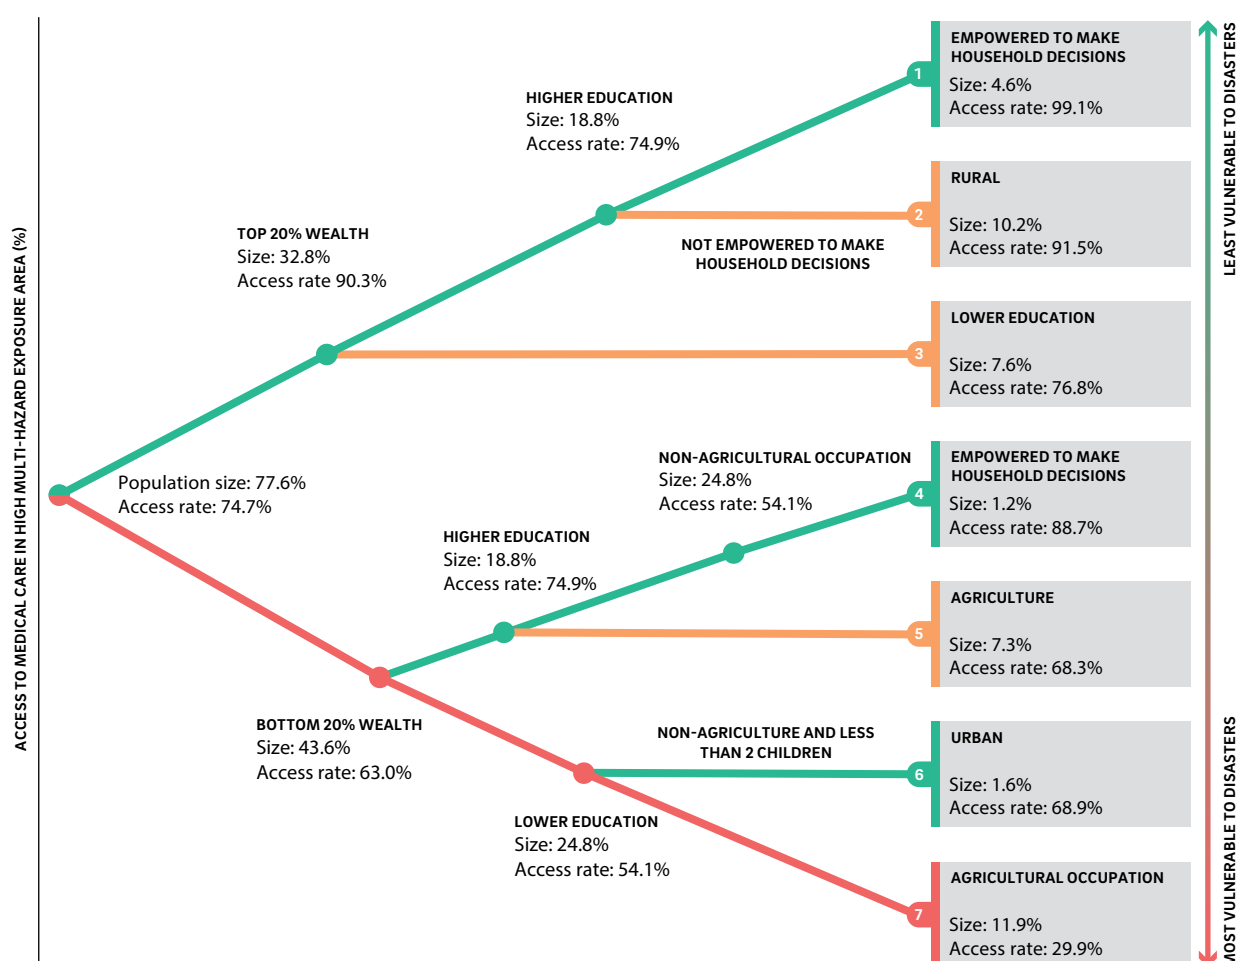 ACCESS TO MEDICAL CARE IN HIGH MULTI-HAZARD EXPOSURE AREA (%)
Population size: 77.6%
Access rate: 74.7%
TOP 20% WEALTH
Size: 32.8%
Access rate 90.3%
HIGHER EDUCATION
Size: 18.8%
Access rate: 74.9%
1
EMPOWERED TO MAKE
HOUSEHOLD DECISIONS
Size: 4.6%
Access rate: 99.1%
NOT EMPOWERED TO MAKE
HOUSEHOLD DECISIONS
2
RURAL
Size: 10.2%
Access rate: 91.5%
3
LOWER EDUCATION
Size: 7.6%
Access rate: 76.8%
BOTTOM 20% WEALTH
Size: 43.6%
Access rate: 63.0%
HIGHER EDUCATION
Size: 18.8%
Access rate: 74.9%
NON-AGRICULTURAL OCCUPATION
Size: 24.8%
Access rate: 54.1%
4
EMPOWERED TO MAKE
HOUSEHOLD DECISIONS
Size: 1.2%
Access rate: 88.7%
5
AGRICULTURE
Size: 7.3%
Access rate: 68.3%
LOWER EDUCATION
Size: 24.8%
Access rate: 54.1%
NON-AGRICULTURE AND LESS
THAN 2 CHILDREN
6
URBAN
Size: 1.6%
Access rate: 68.9%
7
AGRICULTURAL OCCUPATION
Size: 11.9%
Access rate: 29.9%
LEAST VULNERABLE TO DISASTERS
MOST VULNERABLE TO DISASTERS